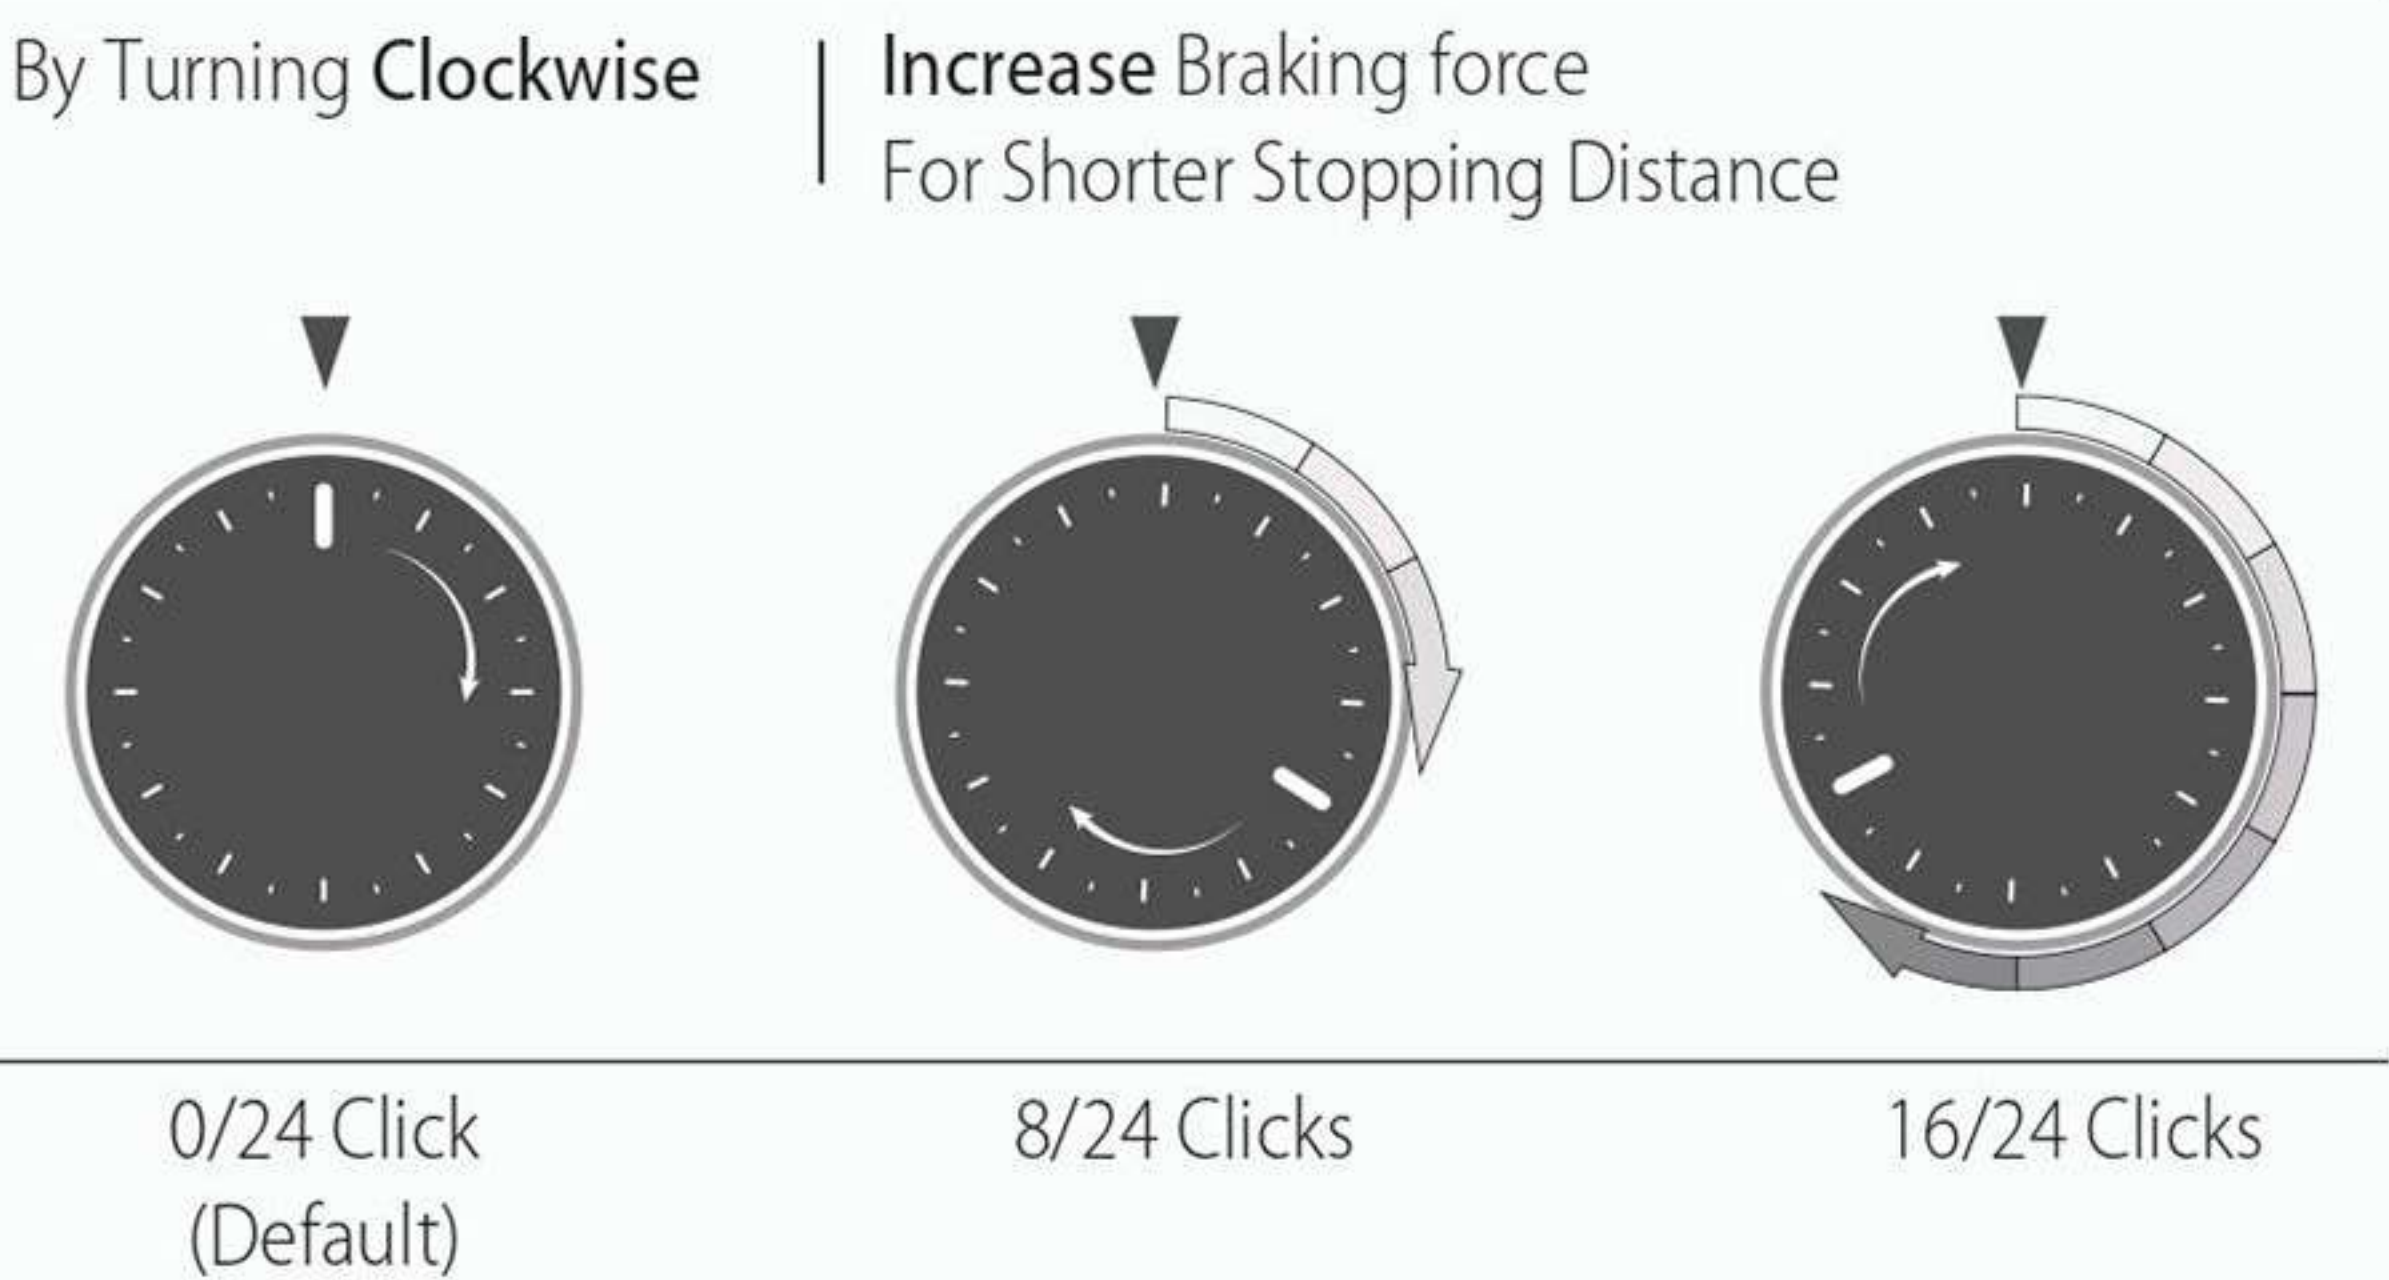 By Turning Clockwise
Increase Braking force
For Shorter Stopping Distance
0/24 Click
(Default)
8/24 Clicks
16/24 Clicks